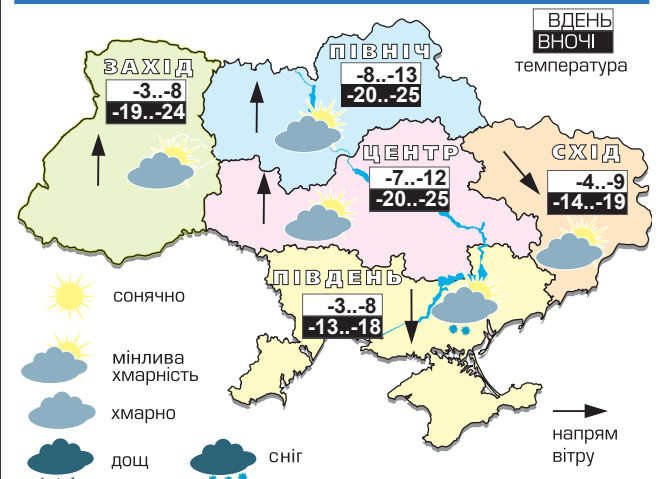 ВДЕНЬ
ВНОЧІ
температура
ЗАХІД
-3..-8
-19..-24
ПІВНІЧ
-8..-13
-20..-25
ЦЕНТР
-7..-12
-20..-25
СХІД
-4..-9
-14..-19
ПІВДЕНЬ
-3..-8
-13..-18
сонячно
мінлива
хмарність
хмарно
дощ
сніг
напрям
вітру